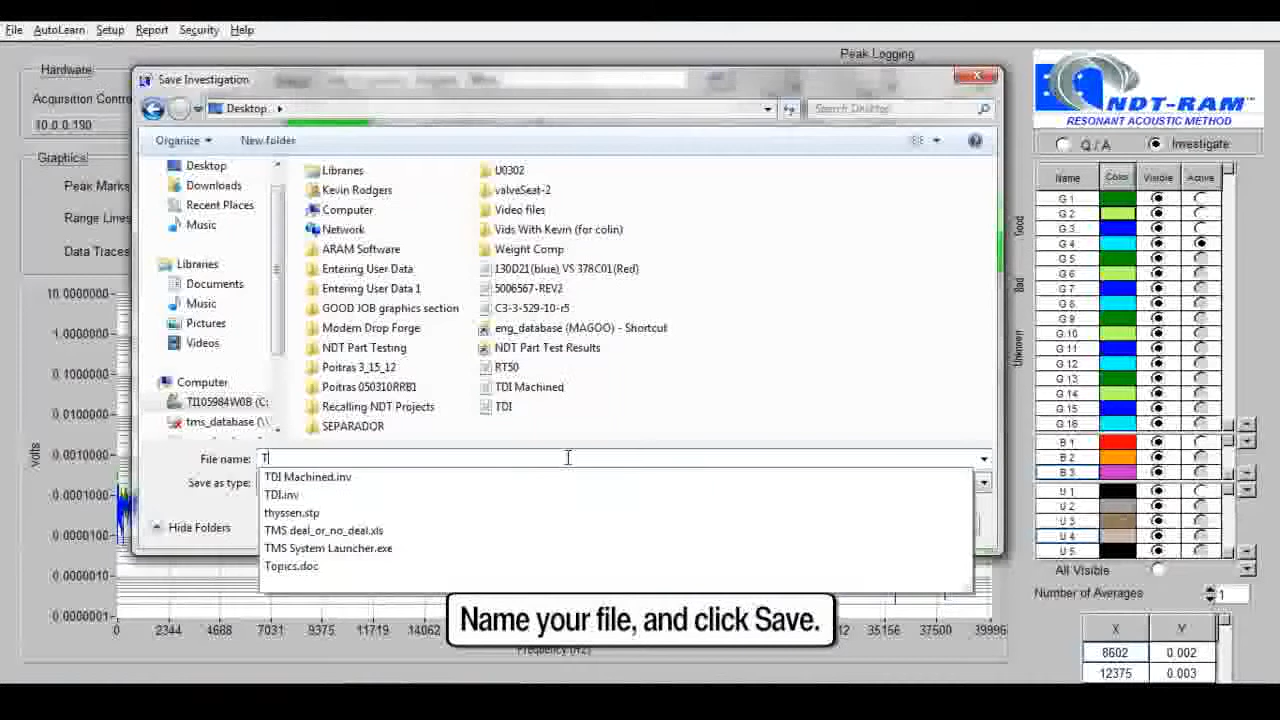 File AutoLearn Setup Report Security Help
Peak Logging
Hardware
Acquisition Contro
10.0.0.190
Graphics
Peak Marks
Range Lines
Data Traces
Save Investigation
Desktop
Search Desktop
Organize
New folder
Desktop
Downloads
Recent Places
Music
Libraries
Documents
Music
Pictures
Videos
Computer
TI105984W0B (C:
tms_database (\\
Libraries
Kevin Rodgers
Computer
Network
ARAM Software
Entering User Data
Entering User Data 1
GOOD JOB graphics section
Modern Drop Forge
NDT Part Testing
Poitras 3_15_12
Poitras 050310RRB1
Recalling NDT Projects
SEPARADOR
U0302
valveSeat-2
Video files
Vids With Kevin (for colin)
Weight Comp
130D21(blue) VS 378C01(Red)
5006567-REV2
C3-3-529-10-r5
eng_database (MAGOO) - Shortcut
NDT Part Test Results
RT50
TDI Machined
TDI
File name: T
Save as type:
Hide Folders
TDI Machined.inv
TDI.inv
thyssen.stp
TMS deal_or_no_deal.xls
TMS System Launcher.exe
Topics.doc
Name your file, and click Save.
Volts
10.0000000
1.0000000
0.1000000
0.0100000
0.0010000
0.0001000
0.0000100
0.0000010
0.0000001
0 2344 4688 7031 9375 11719 14062 35156 37500 39996
Frequency (HZ)
NDT-RAM™
RESONANT ACOUSTIC METHOD
Q / A
Investigate
Name Color Visible Active
Good
Bad
Unknown
G 1
G 2
G 3
G 4
G 5
G 6
G 7
G 8
G 9
G 10
G 11
G 12
G 13
G 14
G 15
G 16
B 1
B 2
B 3
U 1
U 2
U 3
U 4
U 5
All Visible
Number of Averages 1
X Y
8602 0.002
12375 0.003